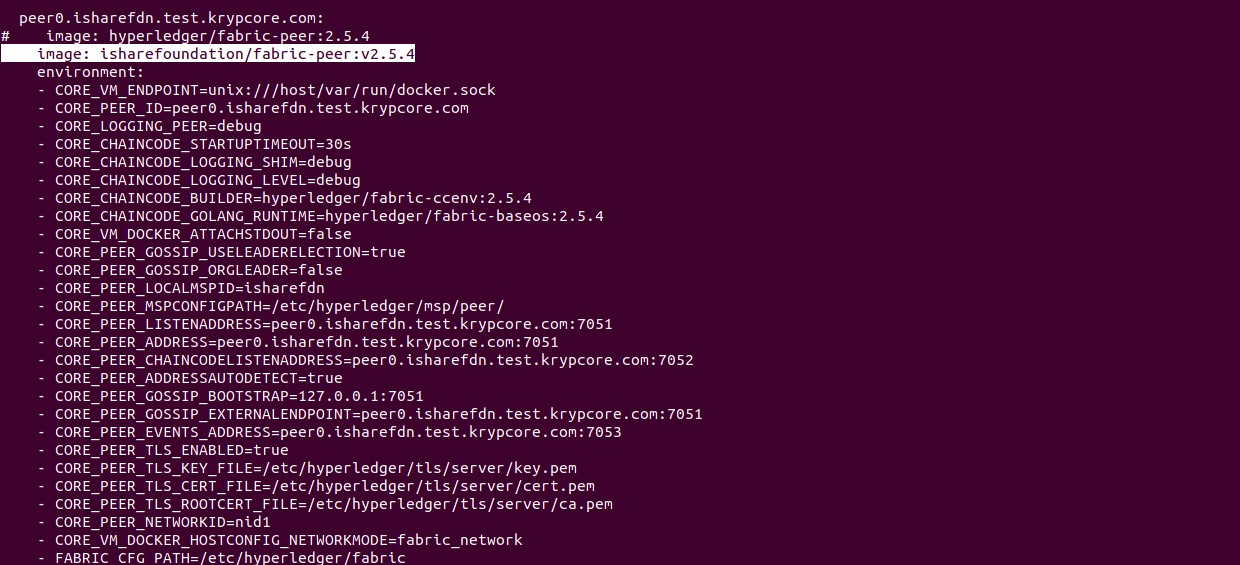 peer0.isharefdn.test.krypcore.com:
#    image: hyperledger/fabric-peer:2.5.4
image: isharefoundation/fabric-peer:v2.5.4
environment:
- CORE_VM_ENDPOINT=unix:///host/var/run/docker.sock
- CORE_PEER_ID=peer0.isharefdn.test.krypcore.com
- CORE_LOGGING_PEER=debug
- CORE_CHAINCODE_STARTUPTIMEOUT=30s
- CORE_CHAINCODE_LOGGING_SHIM=debug
- CORE_CHAINCODE_LOGGING_LEVEL=debug
- CORE_CHAINCODE_BUILDER=hyperledger/fabric-ccenv:2.5.4
- CORE_CHAINCODE_GOLANG_RUNTIME=hyperledger/fabric-baseos:2.5.4
- CORE_VM_DOCKER_ATTACHSTDOUT=false
- CORE_PEER_GOSSIP_USELEADERELECTION=true
- CORE_PEER_GOSSIP_ORGLEADER=false
- CORE_PEER_LOCALMSPID=isharefdn
- CORE_PEER_MSPCONFIGPATH=/etc/hyperledger/msp/peer/
- CORE_PEER_LISTENADDRESS=peer0.isharefdn.test.krypcore.com:7051
- CORE_PEER_ADDRESS=peer0.isharefdn.test.krypcore.com:7051
- CORE_PEER_CHAINCODELISTENADDRESS=peer0.isharefdn.test.krypcore.com:7052
- CORE_PEER_ADDRESSAUTODETECT=true
- CORE_PEER_GOSSIP_BOOTSTRAP=127.0.0.1:7051
- CORE_PEER_GOSSIP_EXTERNALENDPOINT=peer0.isharefdn.test.krypcore.com:7051
- CORE_PEER_EVENTS_ADDRESS=peer0.isharefdn.test.krypcore.com:7053
- CORE_PEER_TLS_ENABLED=true
- CORE_PEER_TLS_KEY_FILE=/etc/hyperledger/tls/server/key.pem
- CORE_PEER_TLS_CERT_FILE=/etc/hyperledger/tls/server/cert.pem
- CORE_PEER_TLS_ROOTCERT_FILE=/etc/hyperledger/tls/server/ca.pem
- CORE_PEER_NETWORKID=nid1
- CORE_VM_DOCKER_HOSTCONFIG_NETWORKMODE=fabric_network
- FABRIC_CFG_PATH=/etc/hyperledger/fabric